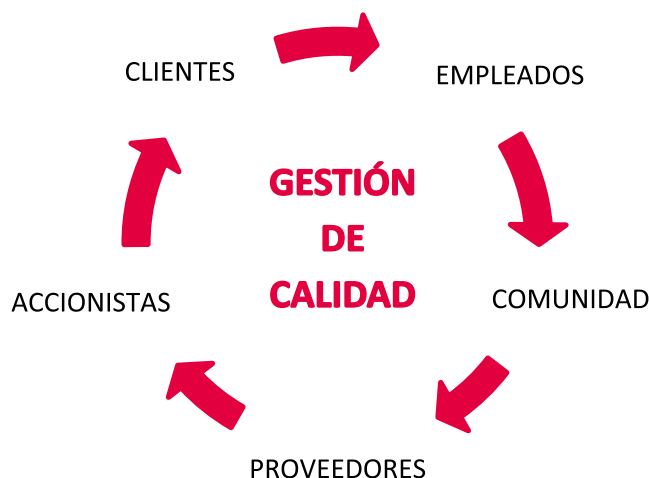 CLIENTES
EMPLEADOS
GESTIÓN
DE
CALIDAD
ACCIONISTAS
COMUNIDAD
PROVEEDORES